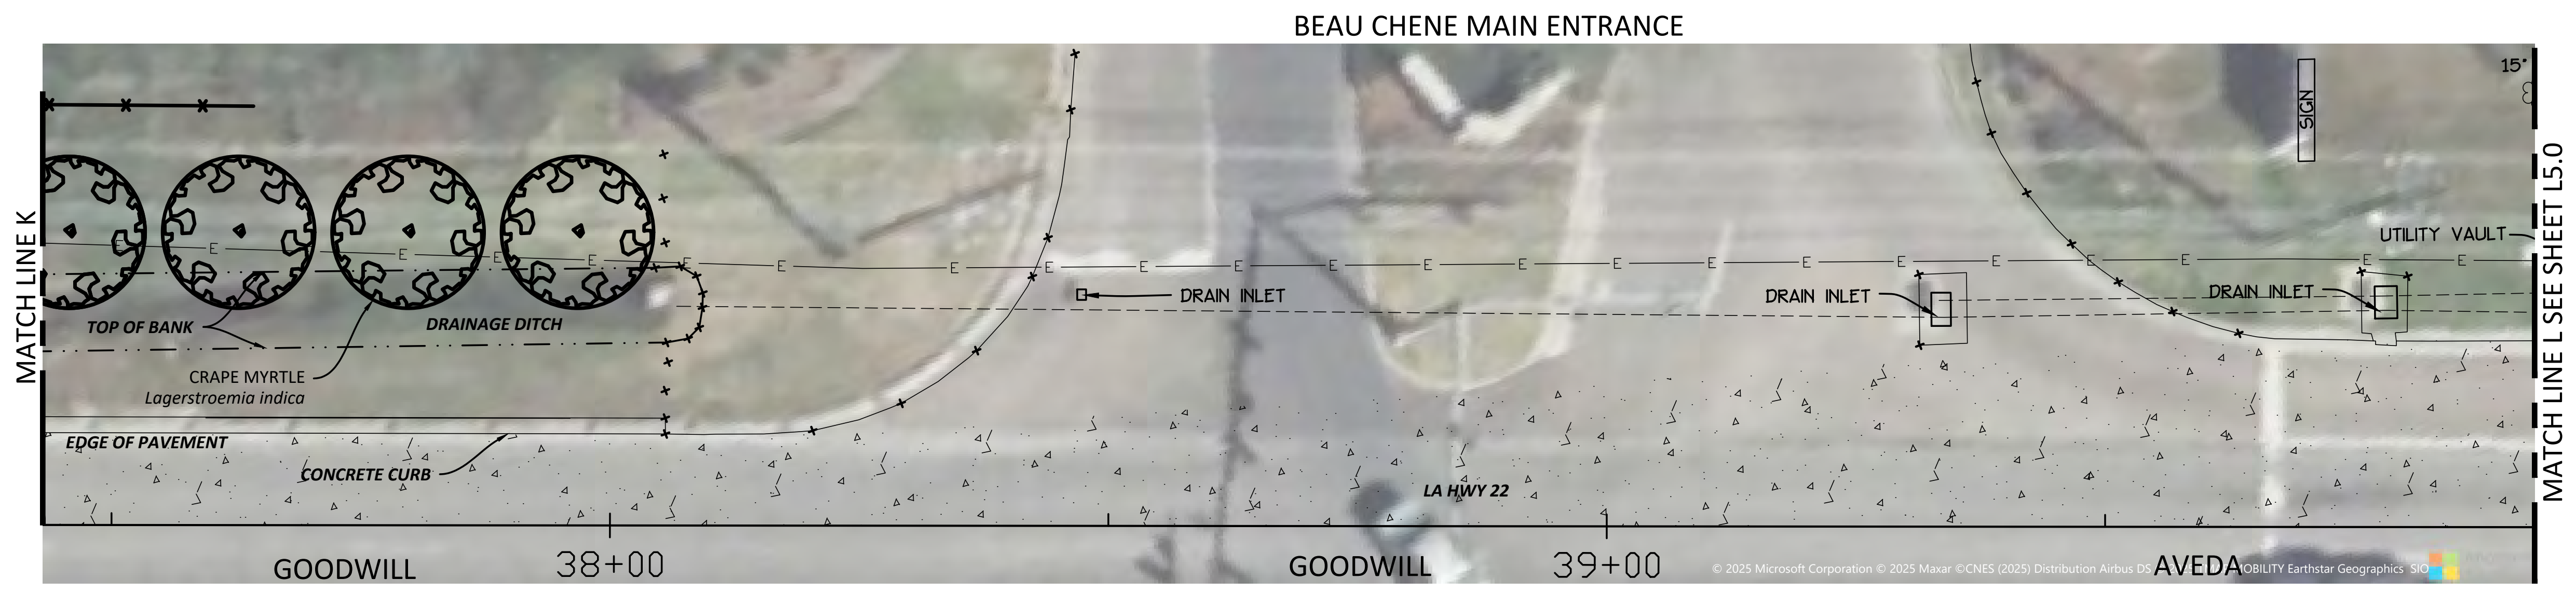 BEAU CHENE MAIN ENTRANCE
15"
SIGN
MATCH LINE K
MATCH LINE L SEE SHEET L5.0
UTILITY VAULT
E E E E E E E E E E E E E E E E E E E E E E E E E
DRAIN INLET
DRAIN INLET
DRAIN INLET
TOP OF BANK
DRAINAGE DITCH
CRAPE MYRTLE
Lagerstroemia indica
EDGE OF PAVEMENT
CONCRETE CURB
LA HWY 22
GOODWILL
38+00
GOODWILL
39+00
AVEDA
© 2025 Microsoft Corporation © 2025 Maxar ©CNES (2025) Distribution Airbus DS MOBILITY Earthstar Geographics SIO